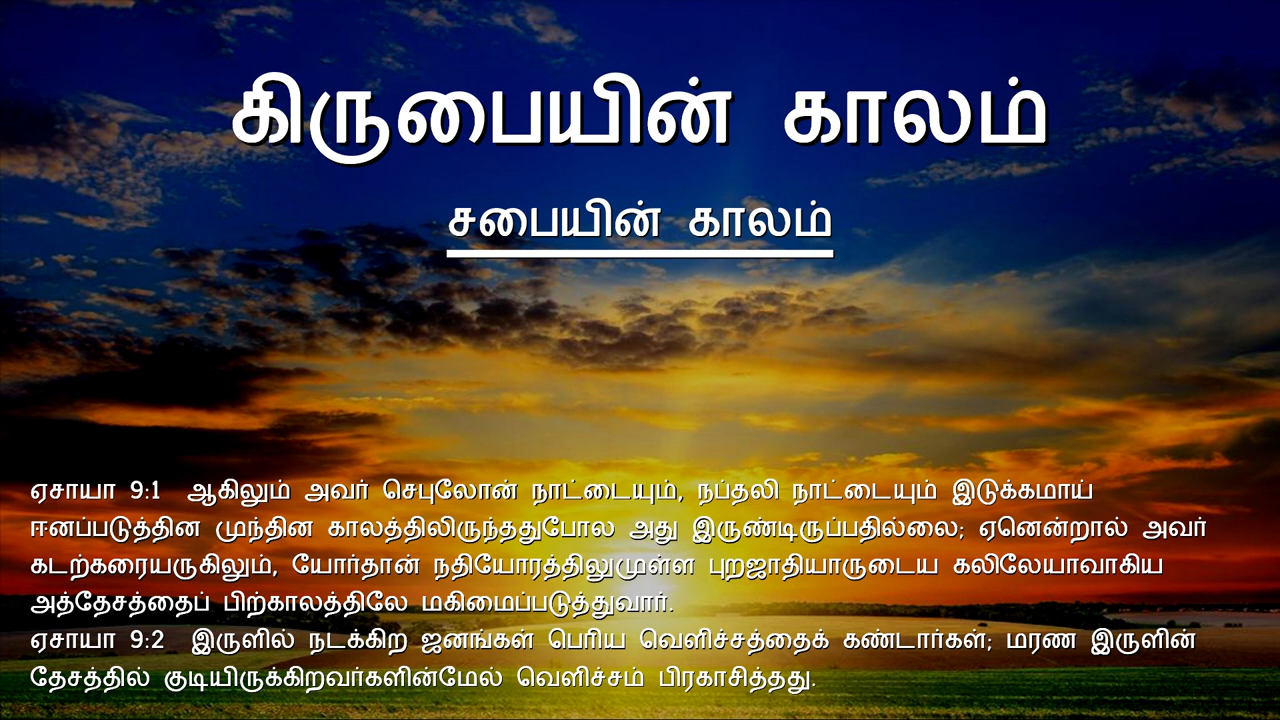 கிருபையின் காலம்
சபையின் காலம்
ஏசாயா 9:1 ஆகிலும் அவர் செபுலோன் நாட்டையும், நப்தலி நாட்டையும் இடுக்கமாய்
ஈனப்படுத்தின முந்தின காலத்திலிருந்ததுபோல அது இருண்டிருப்பதில்லை; ஏனென்றால் அவர்
கடற்கரையருகிலும், யோர்தான் நதியோரத்திலுமுள்ள புறஜாதியாருடைய கலிலேயாவாகிய
அத்தேசத்தைப் பிற்காலத்திலே மகிமைப்படுத்துவார்.
ஏசாயா 9:2 இருளில் நடக்கிற ஜனங்கள் பெரிய வெளிச்சத்தைக் கண்டார்கள்; மரண இருளின்
தேசத்தில் குடியிருக்கிறவர்களின்மேல் வெளிச்சம் பிரகாசித்தது.